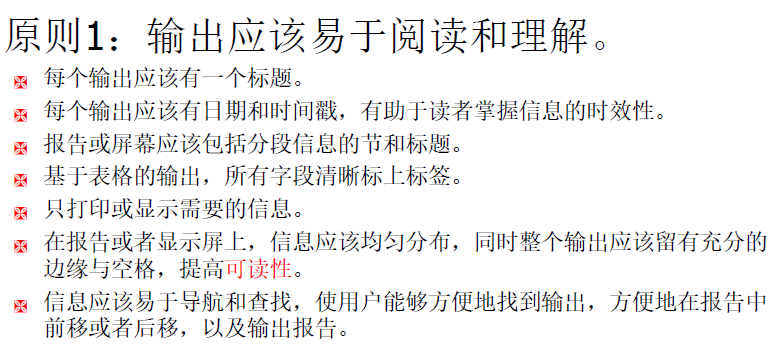 原则1：输出应该易于阅读和理解。
每个输出应该有一个标题。
每个输出应该有日期和时间戳，有助于读者掌握信息的时效性。
报告或屏幕应该包括分段信息的节和标题。
基于表格的输出，所有字段清晰标上标签。
只打印或显示需要的信息。
在报告或者显示屏上，信息应该均匀分布，同时整个输出应该留有充分的
边缘与空格，提高可读性。
信息应该易于导航和查找，使用户能够方便地找到输出，方便地在报告中
前移或者后移，以及输出报告。